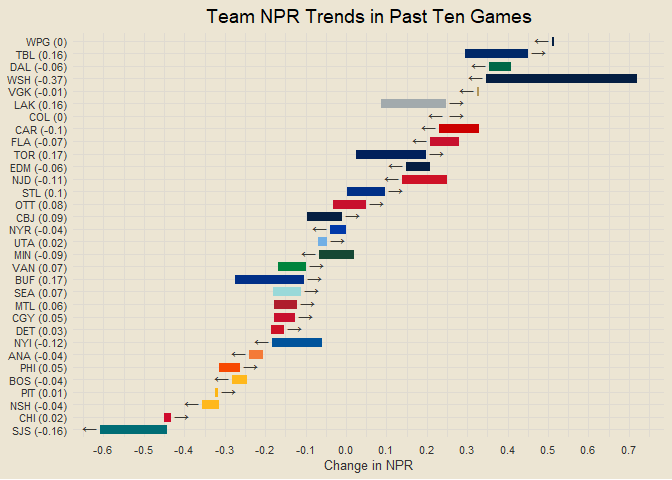 Team NPR Trends in Past Ten Games
WPG (0)
TBL (0.16)
DAL (-0.06)
WSH (-0.37)
VGK (-0.01)
LAK (0.16)
COL (0)
CAR (-0.1)
FLA (-0.07)
TOR (0.17)
EDM (-0.06)
NJD (-0.11)
STL (0.1)
OTT (0.08)
CBJ (0.09)
NYR (-0.04)
UTA (0.02)
MIN (-0.09)
VAN (0.07)
BUF (0.17)
SEA (0.07)
MTL (0.06)
CGY (0.05)
DET (0.03)
NYI (-0.12)
ANA (-0.04)
PHI (0.05)
BOS (-0.04)
PIT (0.01)
NSH (-0.04)
CHI (0.02)
SJS (-0.16)
-0.6 -0.5 -0.4 -0.3 -0.2 -0.1 0.0 0.1 0.2 0.3 0.4 0.5 0.6 0.7
Change in NPR